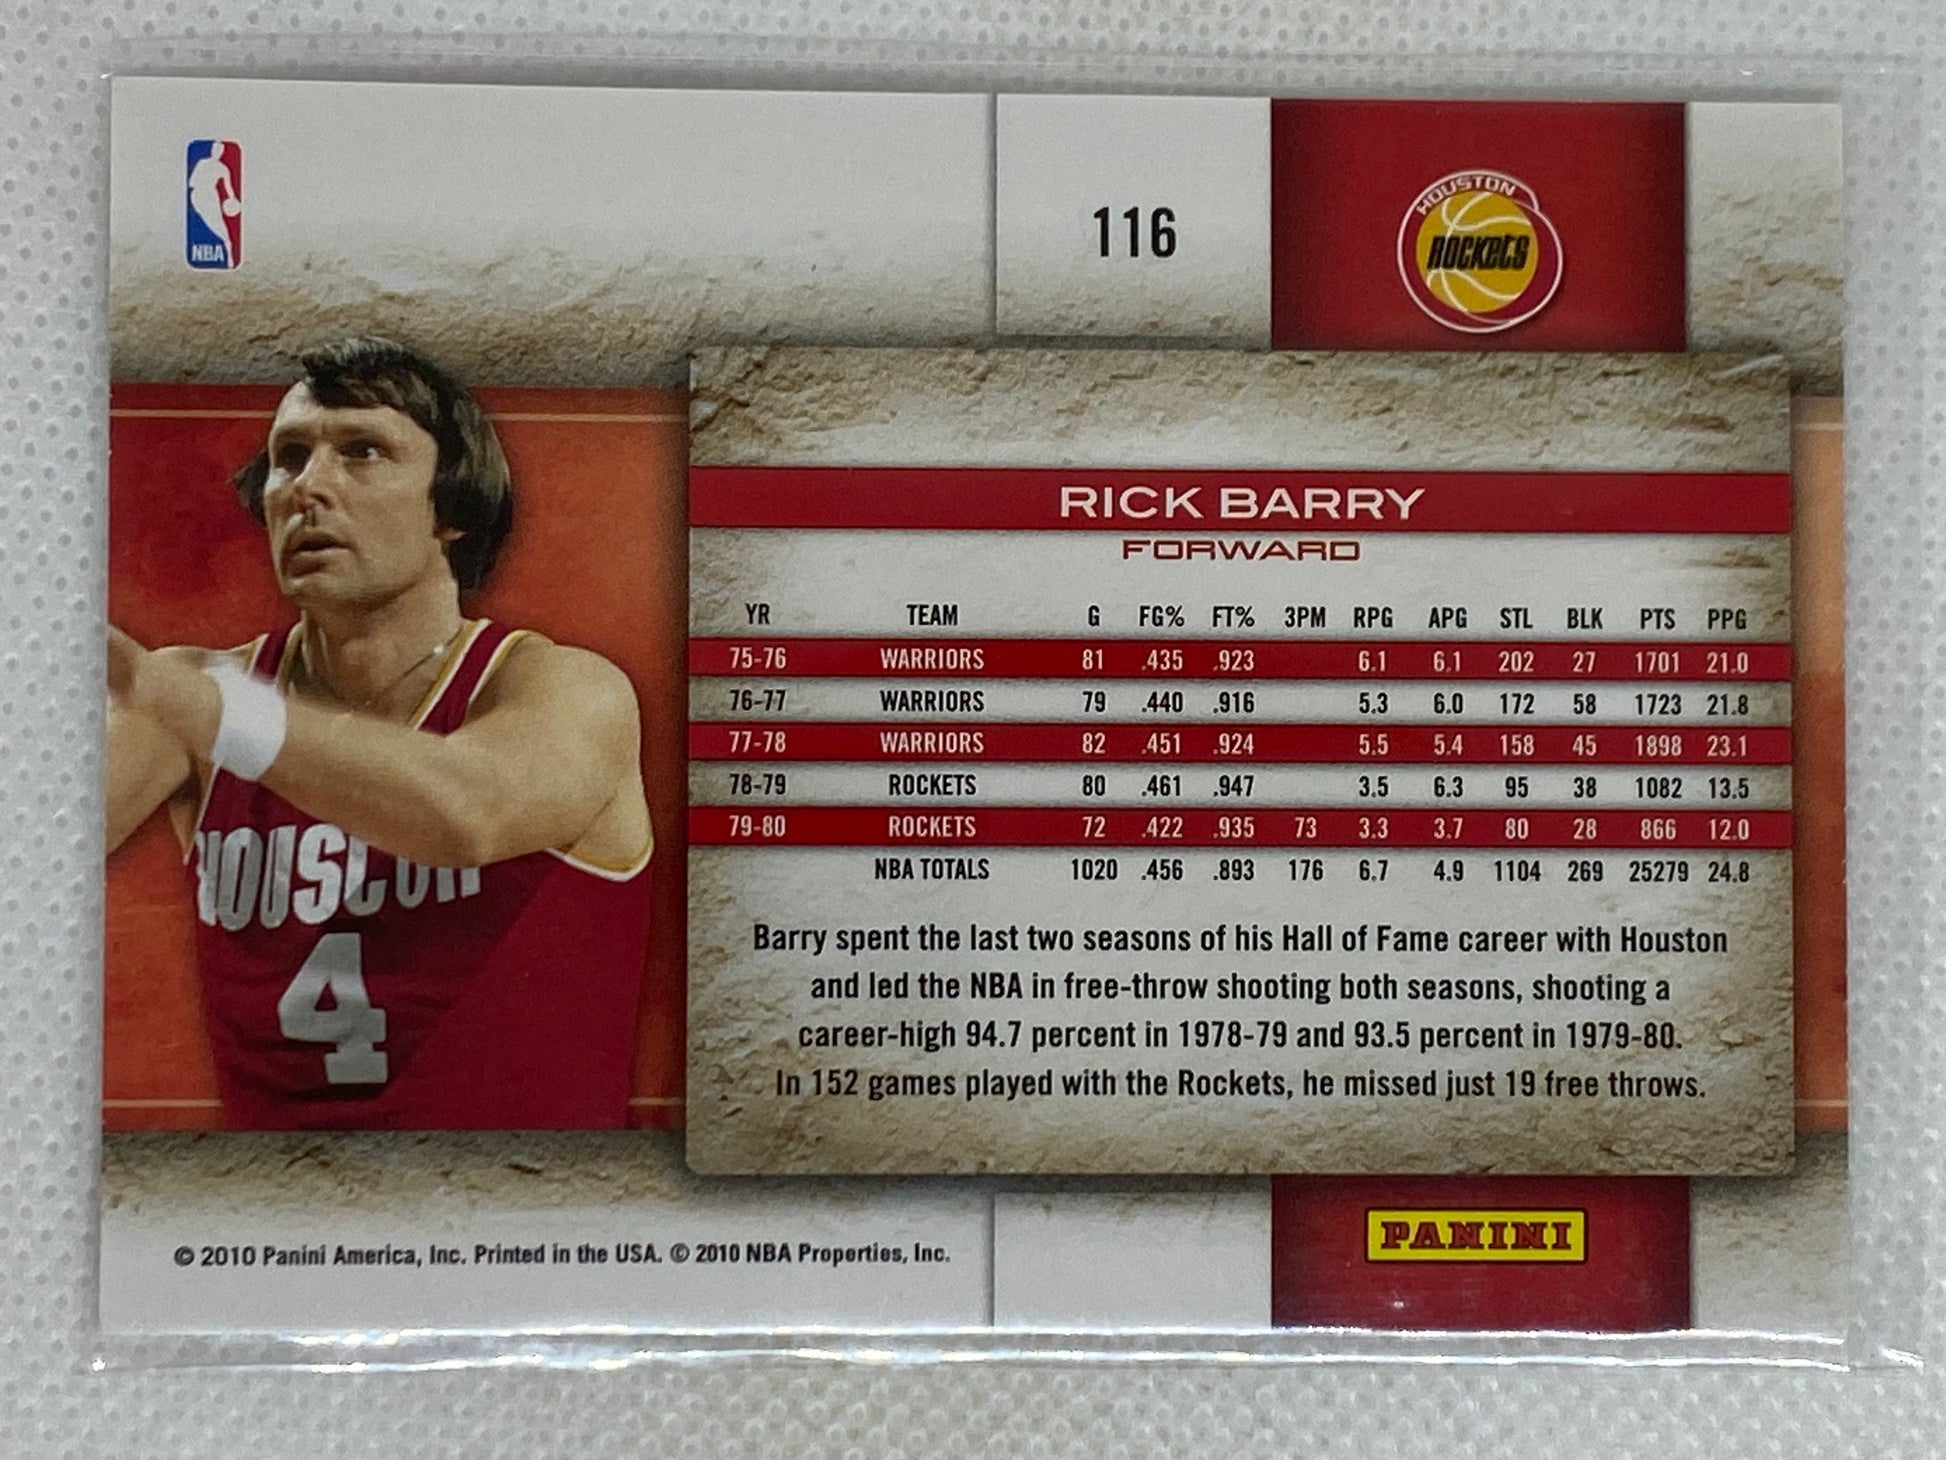 NBA
116
HOUSTON
ROCKETS
RICK BARRY
FORWARD
YR TEAM G FG% FT% 3PM RPG APG STL BLK PTS PPG
75-76 WARRIORS 81 .435 .923 6.1 6.1 202 27 1701 21.0
76-77 WARRIORS 79 .440 .916 5.3 6.0 172 58 1723 21.8
77-78 WARRIORS 82 .451 .924 5.5 5.4 158 45 1898 23.1
78-79 ROCKETS 80 .461 .947 3.5 6.3 95 38 1082 13.5
79-80 ROCKETS 72 .422 .935 73 3.3 3.7 80 28 866 12.0
NBA TOTALS 1020 .456 .893 176 6.7 4.9 1104 269 25279 24.8
HOUSTON
4
Barry spent the last two seasons of his Hall of Fame career with Houston
and led the NBA in free-throw shooting both seasons, shooting a
career-high 94.7 percent in 1978-79 and 93.5 percent in 1979-80.
In 152 games played with the Rockets, he missed just 19 free throws.
© 2010 Panini America, Inc. Printed in the USA. © 2010 NBA Properties, Inc.
PANINI